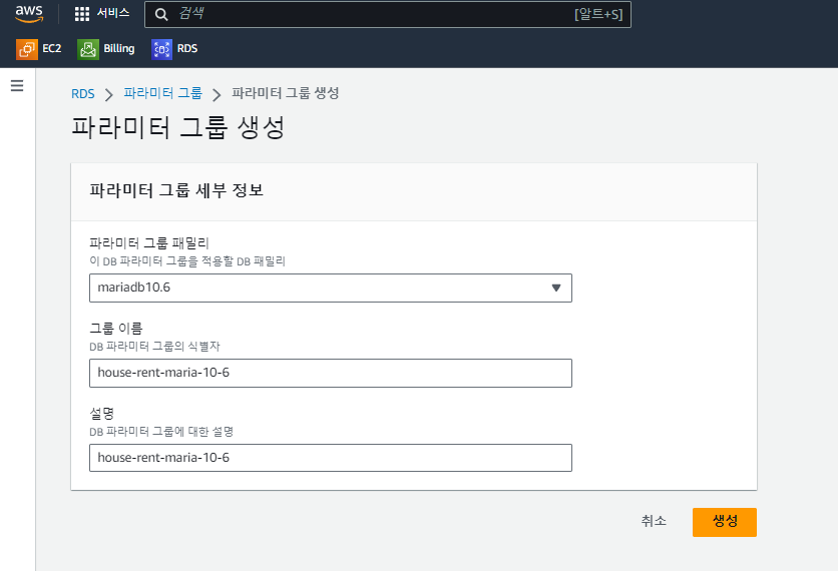 aws 서비스 검색 [알트+S]
EC2 Billing RDS
RDS > 파라미터 그룹 > 파라미터 그룹 생성
파라미터 그룹 생성
파라미터 그룹 세부 정보
파라미터 그룹 패밀리
이 DB 파라미터 그룹을 적용할 DB 패밀리
mariadb10.6
그룹 이름
DB 파라미터 그룹의 식별자
house-rent-maria-10-6
설명
DB 파라미터 그룹에 대한 설명
house-rent-maria-10-6
취소 생성